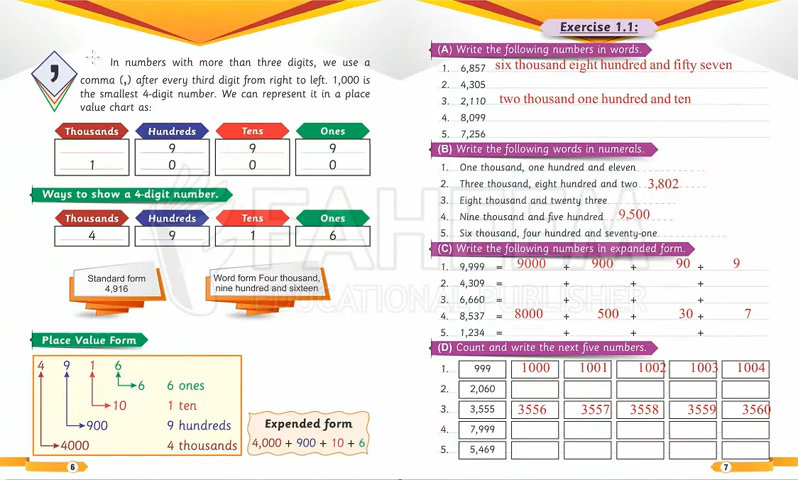 ,
In numbers with more than three digits, we use a
comma (,) after every third digit from right to left. 1,000 is
the smallest 4-digit number. We can represent it in a place
value chart as:
Thousands Hundreds Tens Ones
9 9 9
1 0 0 0
Ways to show a 4-digit number.
Thousands Hundreds Tens Ones
4 9 1 6
Standard form
4,916
Word form Four thousand,
nine hundred and sixteen
Place Value Form
4 9 1 6
6 6 ones
10 1 ten
900 9 hundreds
4000 4 thousands
Expended form
4,000 + 900 + 10 + 6
6
Exercise 1.1:
(A) Write the following numbers in words.
1. 6,857 six thousand eight hundred and fifty seven
2. 4,305
3. 2,110 two thousand one hundred and ten
4. 8,099
5. 7,256
(B) Write the following words in numerals.
1. One thousand, one hundred and eleven
2. Three thousand, eight hundred and two 3,802
3. Eight thousand and twenty three
4. Nine thousand and five hundred 9,500
5. Six thousand, four hundred and seventy-one
(C) Write the following numbers in expanded form.
1. 9,999 = 9000 + 900 + 90 + 9
2. 4,309 = + + +
3. 6,660 = + + +
4. 8,537 = 8000 + 500 + 30 + 7
5. 1,234 = + + +
(D) Count and write the next five numbers.
1. 999 1000 1001 1002 1003 1004
2. 2,060
3. 3,555 3556 3557 3558 3559 3560
4. 7,999
5. 5,469
7
FAHEEM
EDUCATIONAL PUBLISHER